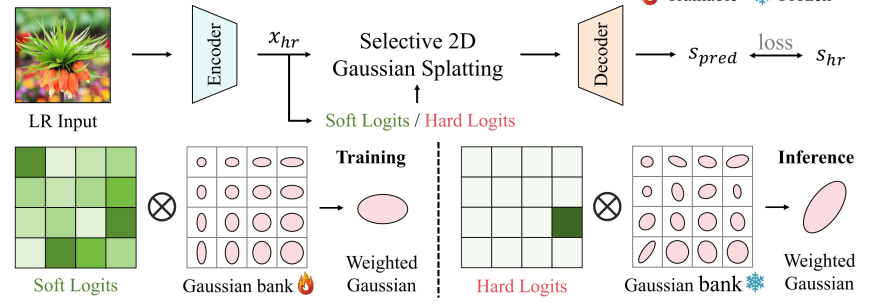 Encoder
x_hr
Selective 2D
Gaussian Splatting
Decoder
s_pred
loss
s_hr
LR Input
Soft Logits / Hard Logits
Training
Inference
Weighted
Gaussian
Weighted
Gaussian
Soft Logits
Gaussian bank
Hard Logits
Gaussian bank